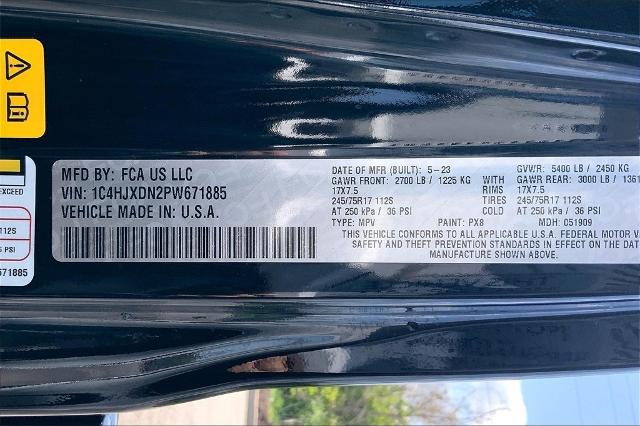 EXCEED
112S
PSI
671885
MFD BY: FCA US LLC
VIN: 1C4HJXDN2PW671885
VEHICLE MADE IN U.S.A.
DATE OF MFR (BUILT): 5-23 GVWR: 5400 LB / 2450 KG
GAWR FRONT: 2700 LB / 1225 KG WITH GAWR REAR: 3000 LB / 1361
17X7.5 RIMS 17X7.5
245/75R17 112S TIRES 245/75R17 112S
AT 250 kPa / 36 PSI COLD AT 250 kPa / 36 PSI
TYPE: MPV PAINT: PX8 MDH: 051909
THIS VEHICLE CONFORMS TO ALL APPLICABLE U.S.A. FEDERAL MOTOR
SAFETY AND THEFT PREVENTION STANDARDS IN EFFECT ON THE DAT
MANUFACTURE SHOWN ABOVE.